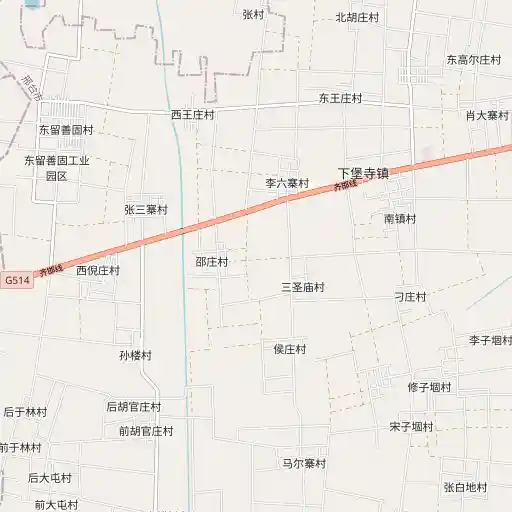 张村
北胡庄村
东高尔庄村
邢台市
东王庄村
西王庄村
肖大寨村
东留善固村
东留善固工业
园区
下堡寺镇
李六寨村
齐邯线
张三寨村
南镇村
邵庄村
齐邯线
西倪庄村
G514
三圣庙村
刁庄村
李子堌村
侯庄村
孙楼村
修子堌村
后胡官庄村
后于林村
宋子堌村
前胡官庄村
前于林村
马尔寨村
后大屯村
张白地村
前大屯村